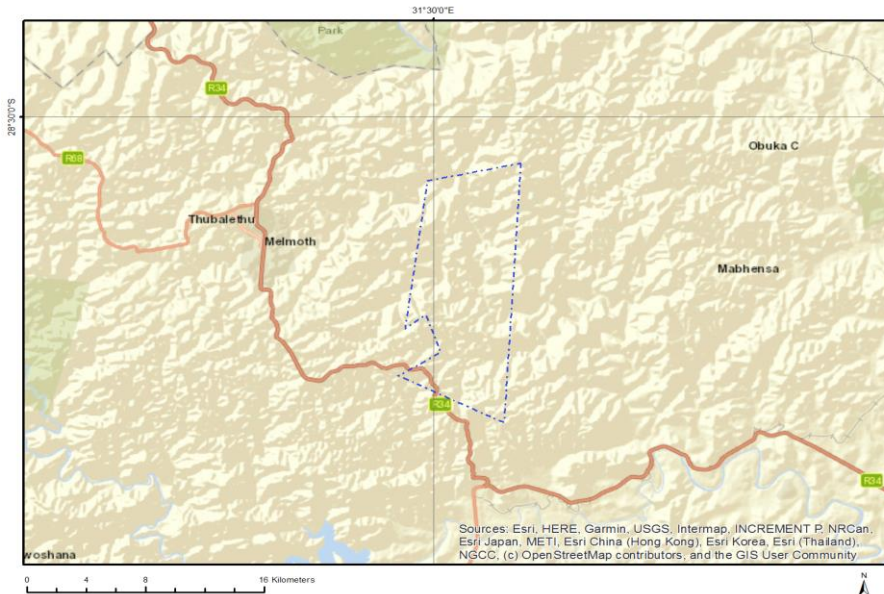 31°30'0"E
Park
R34
28°30'0"S
Obuka C
R68
Thubalethu
Melmoth
Mabhensa
R34
R34
Sources: Esri, HERE, Garmin, USGS, Intermap, INCREMENT P, NRCan,
Esri Japan, METI, Esri China (Hong Kong), Esri Korea, Esri (Thailand),
NGCC, (c) OpenStreetMap contributors, and the GIS User Community
woshana
0 4 8 16 Kilometers
N